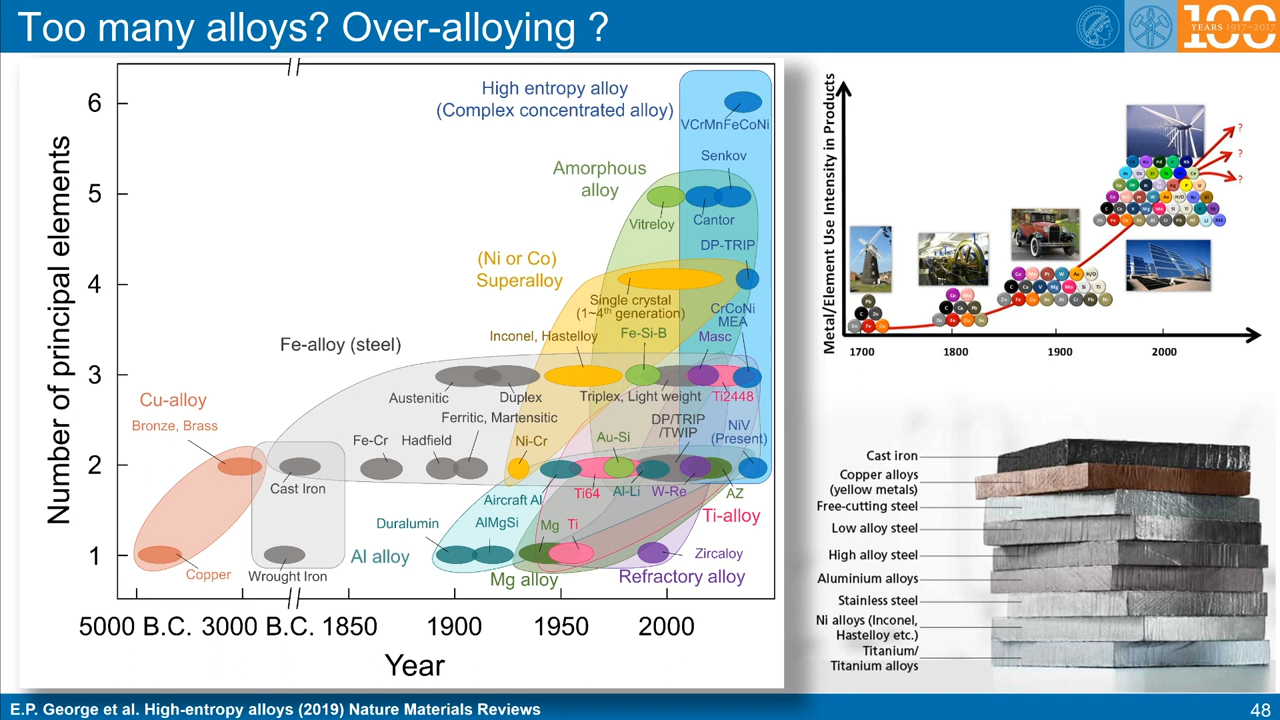 Too many alloys? Over-alloying ?
100
YEARS 1917–2017
Number of principal elements
6
5
4
3
2
1
High entropy alloy
(Complex concentrated alloy)
VCrMnFeCoNi
Senkov
Amorphous
alloy
Vitreloy
Cantor
DP-TRIP
(Ni or Co)
Superalloy
Single crystal
(1~4th generation)
CrCoNi
MEA
Inconel, Hastelloy
Fe-Si-B
Masc
Fe-alloy (steel)
Austenitic
Duplex
Triplex, Light weight
Ti2448
Cu-alloy
Bronze, Brass
Ferritic, Martensitic
DP/TRIP
/TWIP
NiV
(Present)
Fe-Cr
Hadfield
Ni-Cr
Au-Si
Cast Iron
Aircraft Al
Ti64
Al-Li
W-Re
AZ
Ti-alloy
Duralumin
AlMgSi
Mg
Ti
Copper
Wrought Iron
Al alloy
Mg alloy
Zircaloy
Refractory alloy
5000 B.C.
3000 B.C.
1850
1900
1950
2000
Year
Metal/Element Use Intensity in Products
?
?
?
1700
1800
1900
2000
Cast iron
Copper alloys
(yellow metals)
Free-cutting steel
Low alloy steel
High alloy steel
Aluminium alloys
Stainless steel
Ni alloys (Inconel,
Hastelloy etc.)
Titanium/
Titanium alloys
E.P. George et al. High-entropy alloys (2019) Nature Materials Reviews
48